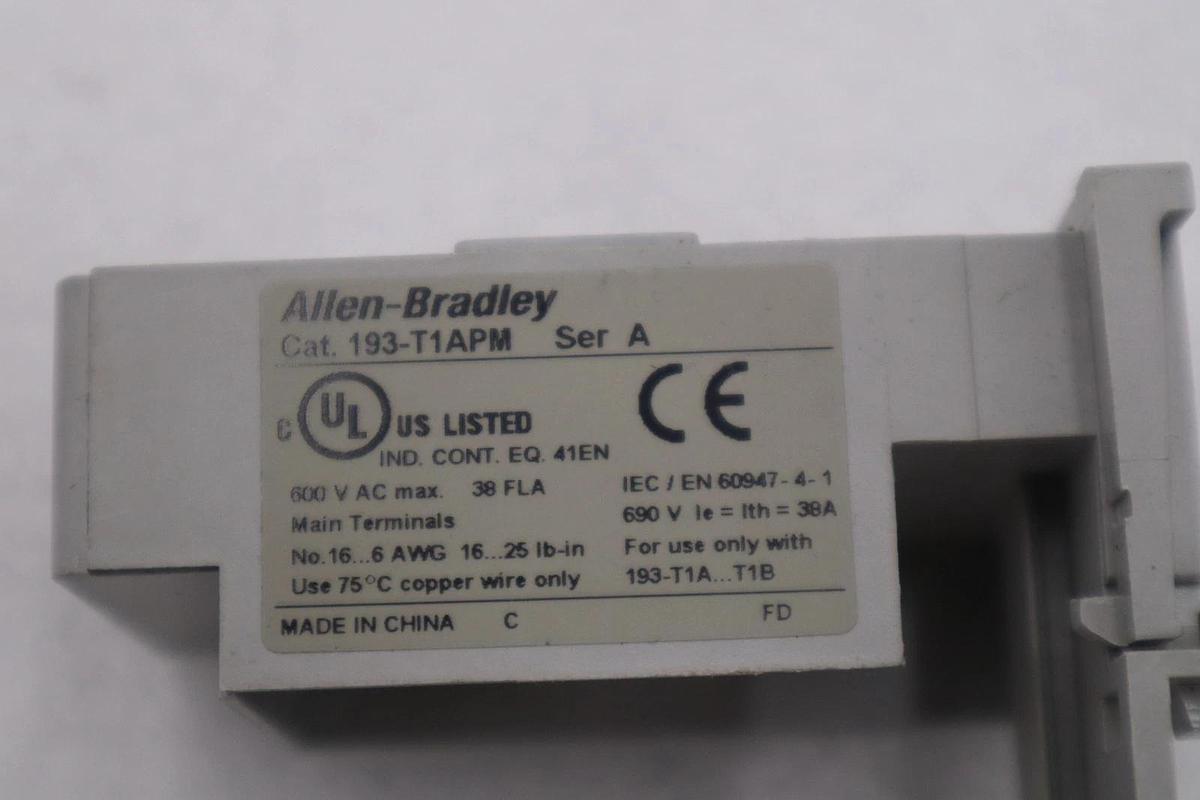 Allen-Bradley
Cat. 193-T1APM Ser A
C UL US LISTED
CE
IND. CONT. EQ. 41EN
600 V AC max. 38 FLA
Main Terminals
No.16...6 AWG 16...25 lb-in
Use 75°C copper wire only
IEC / EN 60947-4-1
690 V Ie = Ith = 38A
For use only with
193-T1A...T1B
MADE IN CHINA C FD